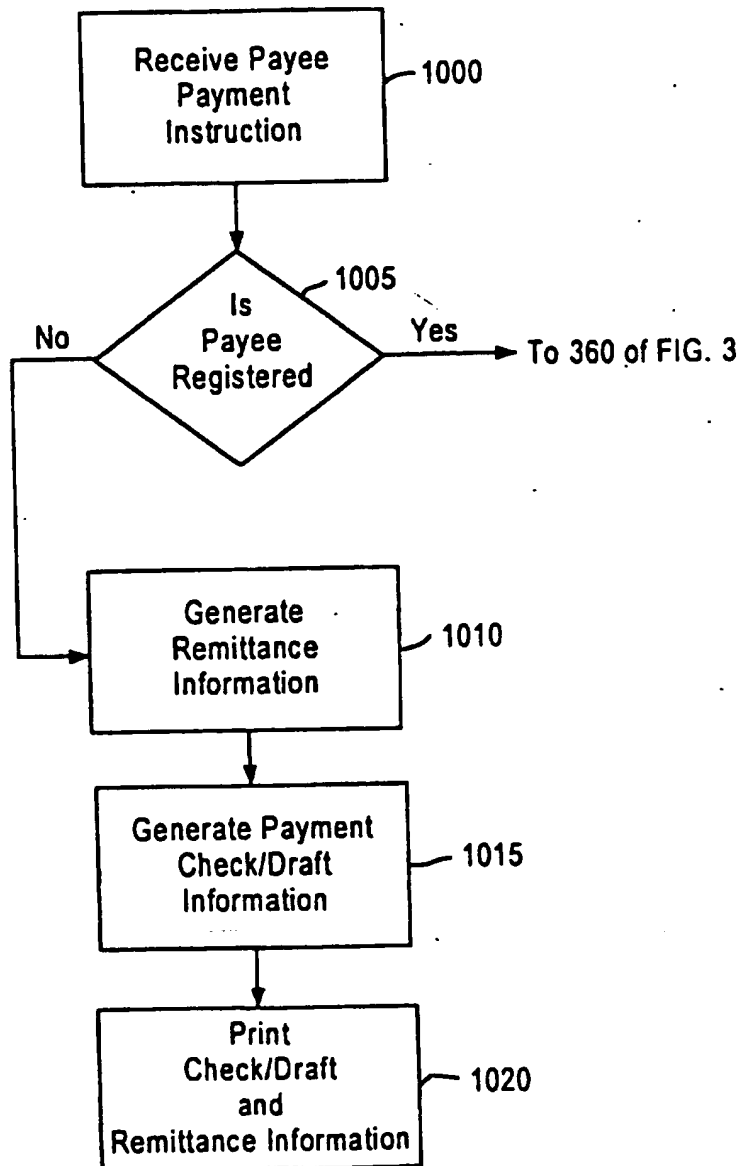 Receive Payee
Payment
Instruction
1000
1005
Is
Payee
Registered
No
Yes
To 360 of FIG. 3
Generate
Remittance
Information
1010
Generate Payment
Check/Draft
Information
1015
Print
Check/Draft
and
Remittance Information
1020